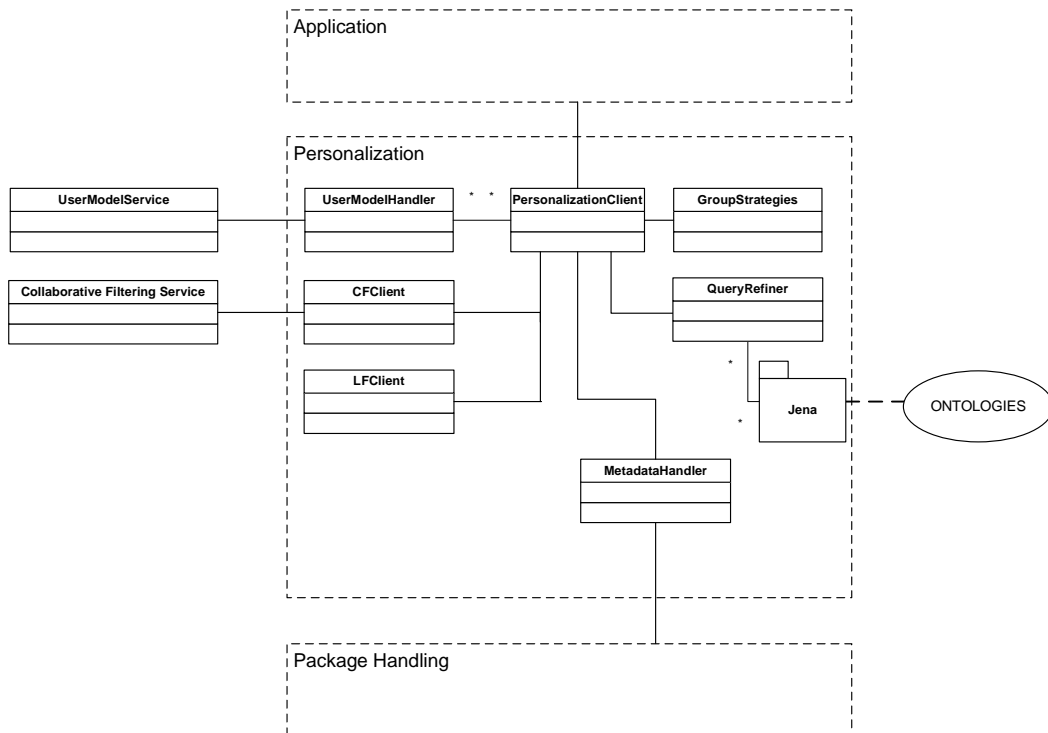 Application
Personalization
UserModelService
UserModelHandler
* *
PersonalizationClient
GroupStrategies
Collaborative Filtering Service
CFClient
QueryRefiner
LFClient
*
Jena
ONTOLOGIES
*
MetadataHandler
Package Handling